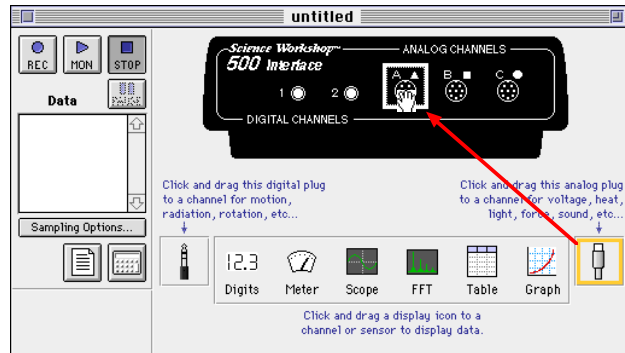 untitled
REC
MON
STOP
PAUSE
Data
Sampling Options...
Science Workshop™
500 Interface
ANALOG CHANNELS
A
B
C
1
2
DIGITAL CHANNELS
Click and drag this digital plug
to a channel for motion,
radiation, rotation, etc...
Click and drag this analog plug
to a channel for voltage, heat,
light, force, sound, etc...
12.3
Digits
Meter
Scope
FFT
Table
Graph
Click and drag a display icon to a
channel or sensor to display data.